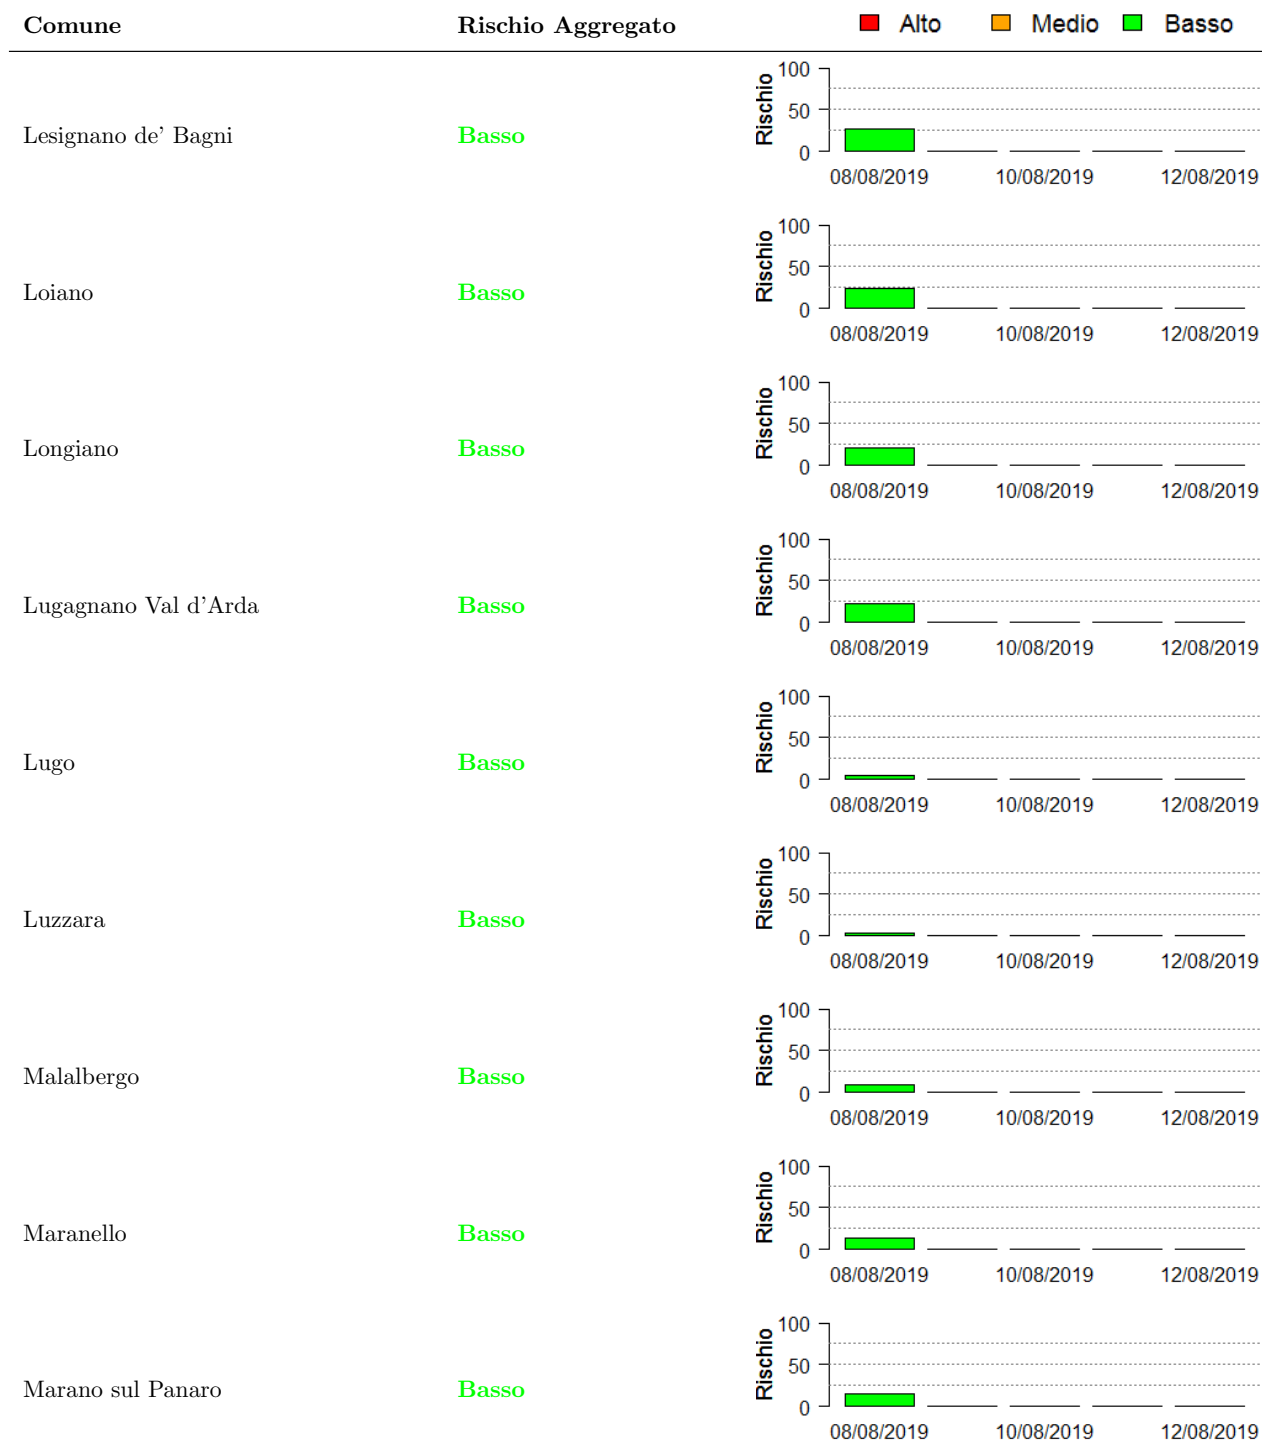 Comune Rischio Aggregato Alto Medio Basso
100
50
0
Rischio
Lesignano de' Bagni Basso
08/08/2019 10/08/2019 12/08/2019
100
50
0
Rischio
Loiano Basso
08/08/2019 10/08/2019 12/08/2019
100
50
0
Rischio
Longiano Basso
08/08/2019 10/08/2019 12/08/2019
100
50
0
Rischio
Lugagnano Val d'Arda Basso
08/08/2019 10/08/2019 12/08/2019
100
50
0
Rischio
Lugo Basso
08/08/2019 10/08/2019 12/08/2019
100
50
0
Rischio
Luzzara Basso
08/08/2019 10/08/2019 12/08/2019
100
50
0
Rischio
Malalbergo Basso
08/08/2019 10/08/2019 12/08/2019
100
50
0
Rischio
Maranello Basso
08/08/2019 10/08/2019 12/08/2019
100
50
0
Rischio
Marano sul Panaro Basso
08/08/2019 10/08/2019 12/08/2019